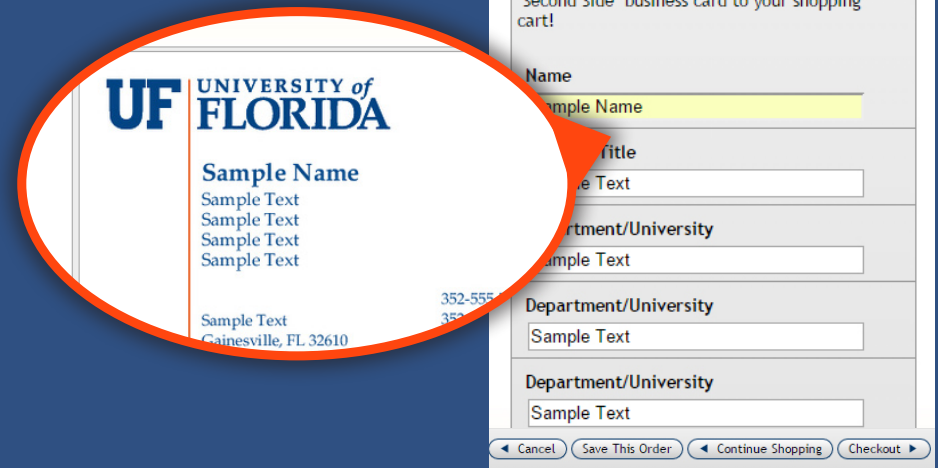 UF UNIVERSITY of
FLORIDA
Sample Name
Sample Text
Sample Text
Sample Text
Sample Text
352-555
Sample Text
Gainesville, FL 32610
"Second Side" business card to your shopping
cart!
Name
Sample Name
Title
Sample Text
Department/University
Sample Text
Department/University
Sample Text
Department/University
Sample Text
Cancel
Save This Order
Continue Shopping
Checkout